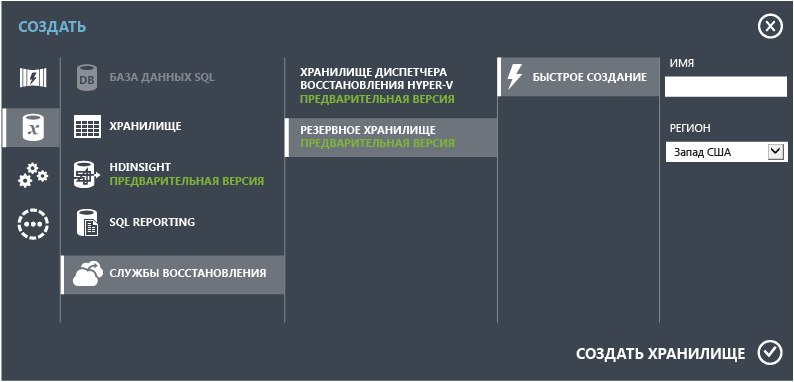 СОЗДАТЬ
DB
БАЗА ДАННЫХ SQL
x
ХРАНИЛИЩЕ
HDINSIGHT
ПРЕДВАРИТЕЛЬНАЯ ВЕРСИЯ
SQL REPORTING
СЛУЖБЫ ВОССТАНОВЛЕНИЯ
ХРАНИЛИЩЕ ДИСПЕТЧЕРА
ВОССТАНОВЛЕНИЯ HYPER-V
ПРЕДВАРИТЕЛЬНАЯ ВЕРСИЯ
РЕЗЕРВНОЕ ХРАНИЛИЩЕ
ПРЕДВАРИТЕЛЬНАЯ ВЕРСИЯ
БЫСТРОЕ СОЗДАНИЕ
ИМЯ
РЕГИОН
Запад США
СОЗДАТЬ ХРАНИЛИЩЕ